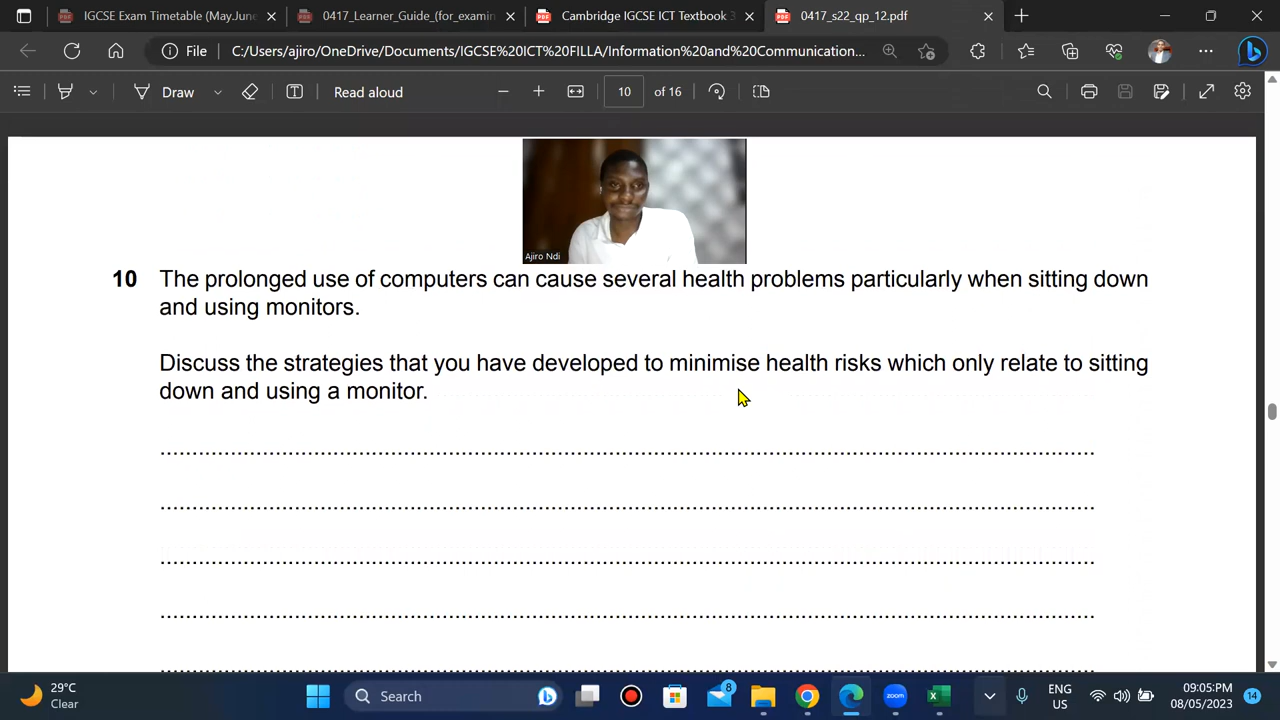 IGCSE Exam Timetable (May.June
0417_Learner_Guide_(for_examin
Cambridge IGCSE ICT Textbook 3
0417_s22_qp_12.pdf
File
C:/Users/ajiro/OneDrive/Documents/IGCSE%20ICT%20FILLA/Information%20and%20Communication...
Draw
Read aloud
10 of 16
Ajiro Ndi
10 The prolonged use of computers can cause several health problems particularly when sitting down
and using monitors.
Discuss the strategies that you have developed to minimise health risks which only relate to sitting
down and using a monitor.
29°C
Clear
Search
8
ENG
US
09:05:PM
08/05/2023
14